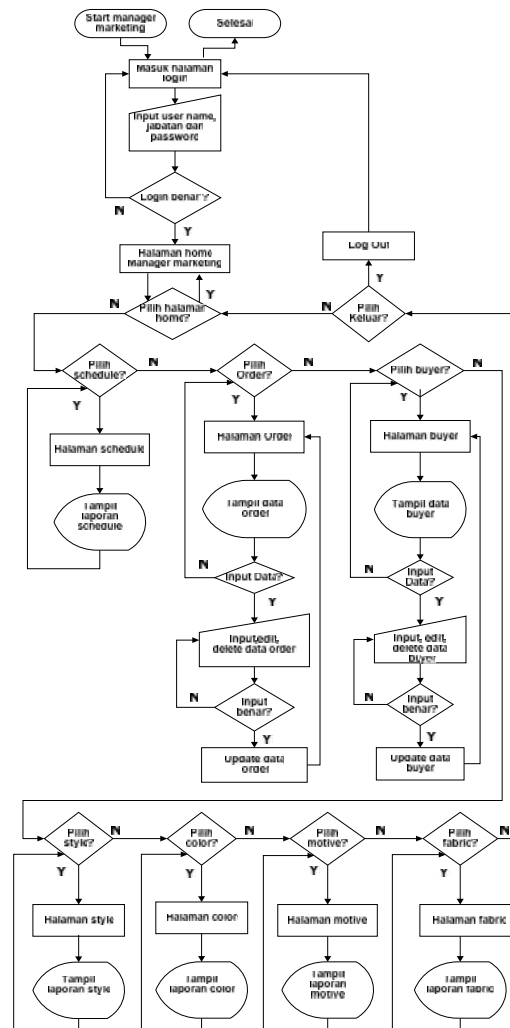 Start manager
marketing
Selesai
Masuk halaman
login
Input user name,
jabatan dan
password
Login benar?
N
Y
Halaman home
Manager marketing
Log Out
Y
Y
N
Pilih halaman
home?
N
Pilih
Keluar?
Pilih
schedule?
N
Pilih
Order?
N
Pilih buyer?
N
Y
Y
Y
Halaman schedule
Halaman Order
Halaman buyer
Tampil
laporan
schedule
Tampil data
order
Tampil data
buyer
N
Input Data?
N
Input
Data?
Y
Y
Input,edit,
delete data order
Input, edit,
delete data
buyer
N
Input
benar?
N
Input
benar?
Y
Y
Update data
order
Update data
buyer
Pilih
style?
N
Pilih
color?
N
Pilih
motive?
N
Pilih
fabric?
N
Y
Y
Y
Y
Halaman style
Halaman color
Halaman motive
Halaman fabric
Tampil
laporan style
Tampil
laporan color
Tampil
laporan
motive
Tampil
laporan fabric